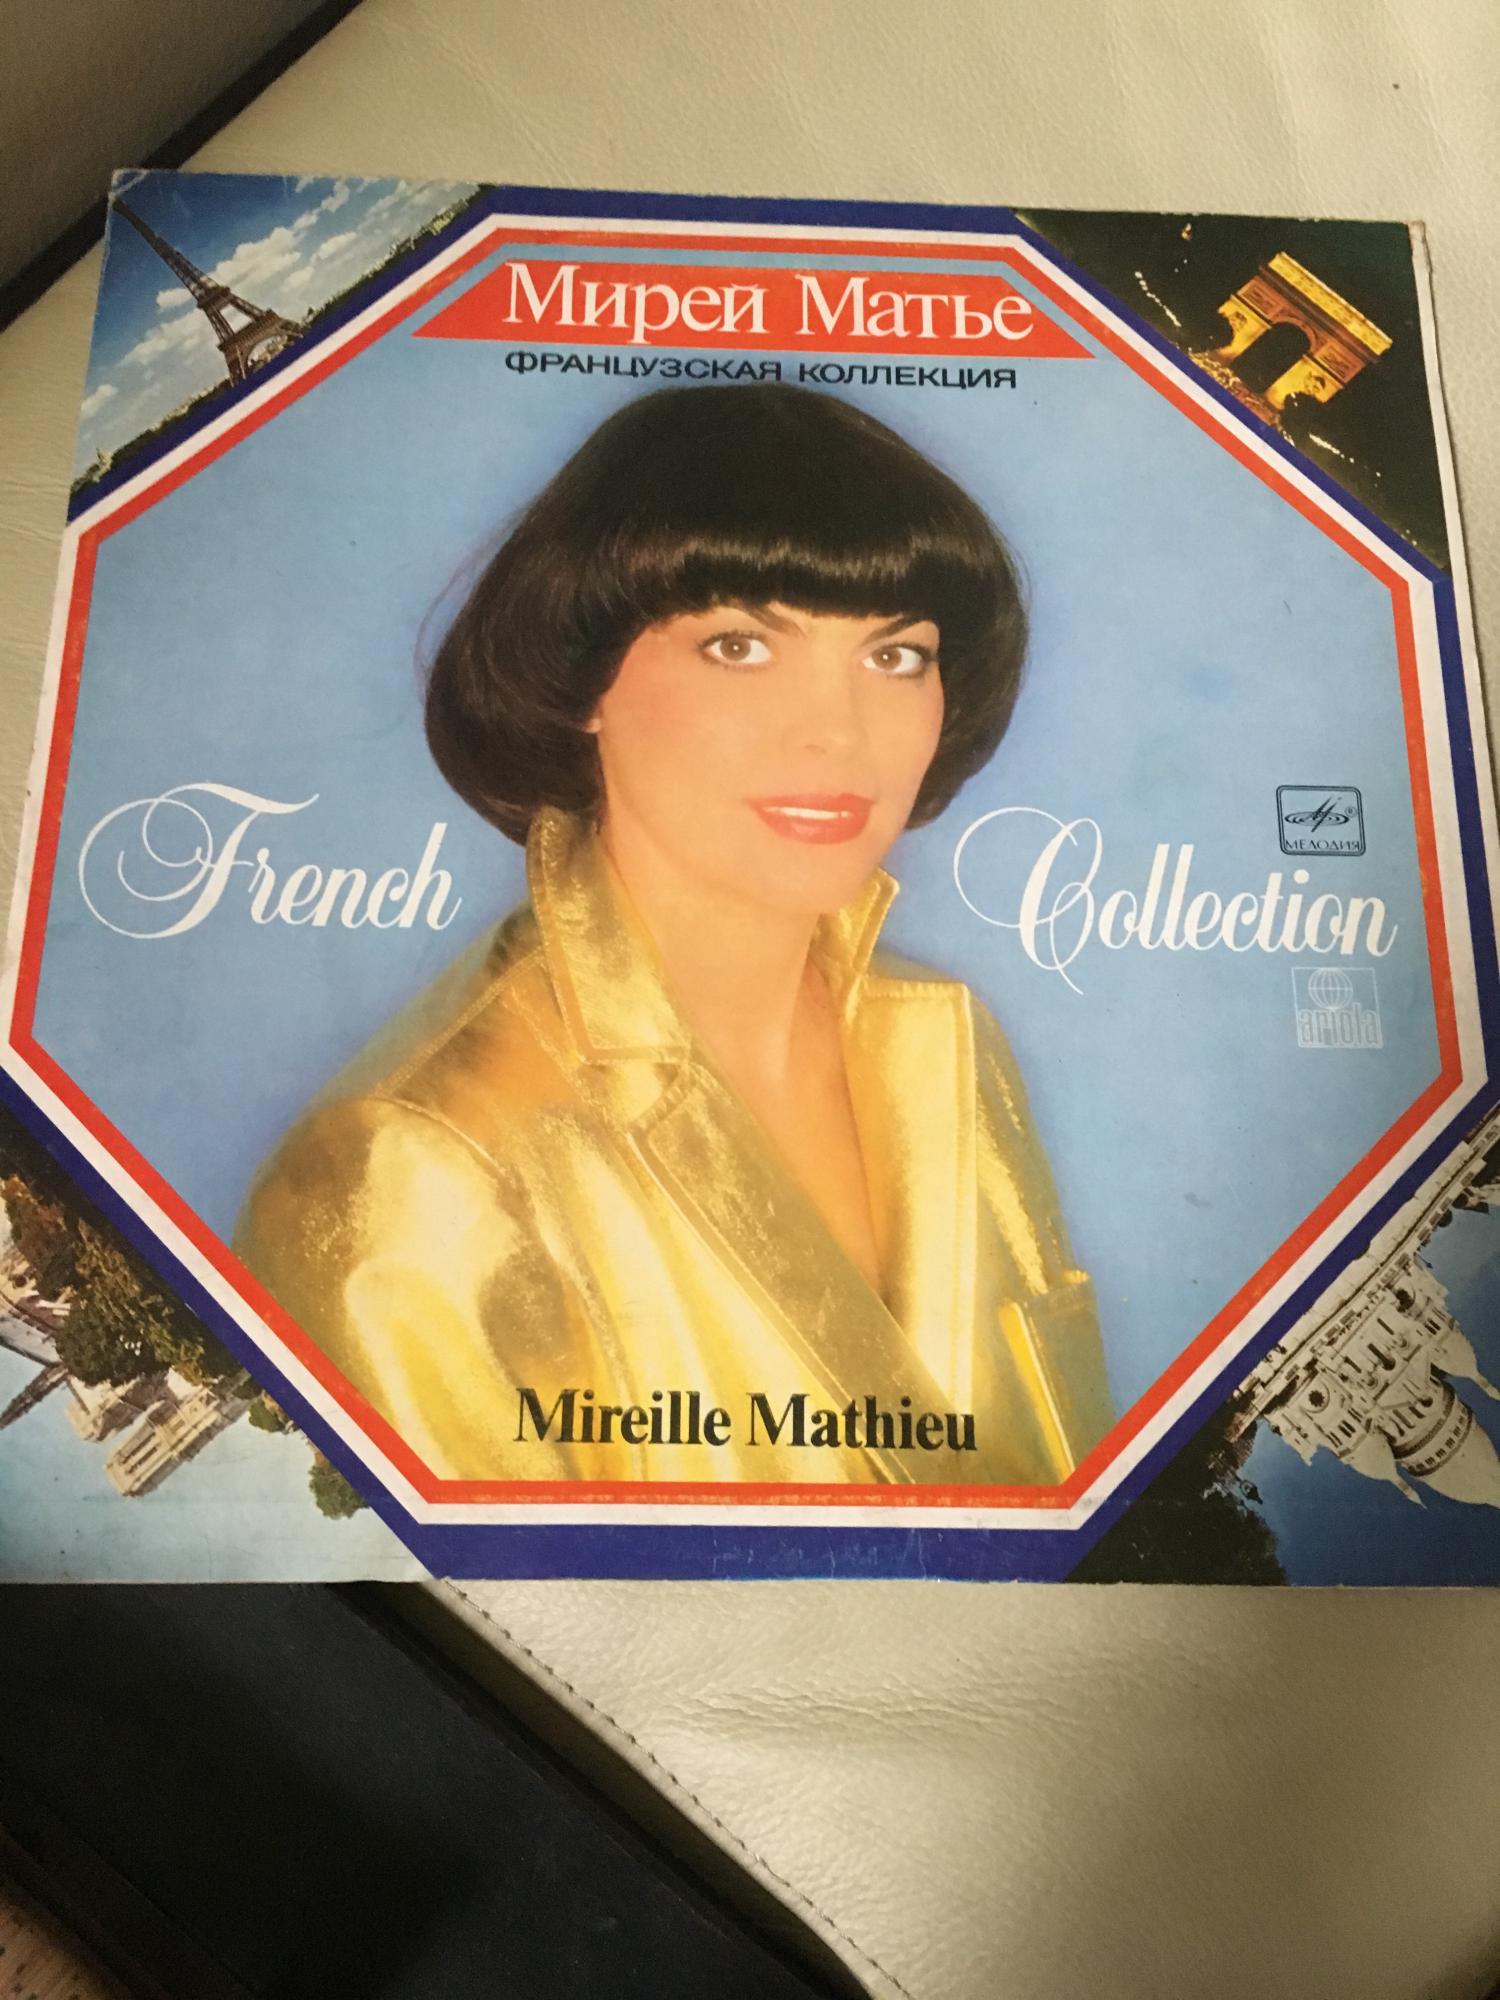 Мирей Матье
ФРАНЦУЗСКАЯ КОЛЛЕКЦИЯ
French Collection
®
МЕЛОДИЯ
ariola
Mireille Mathieu